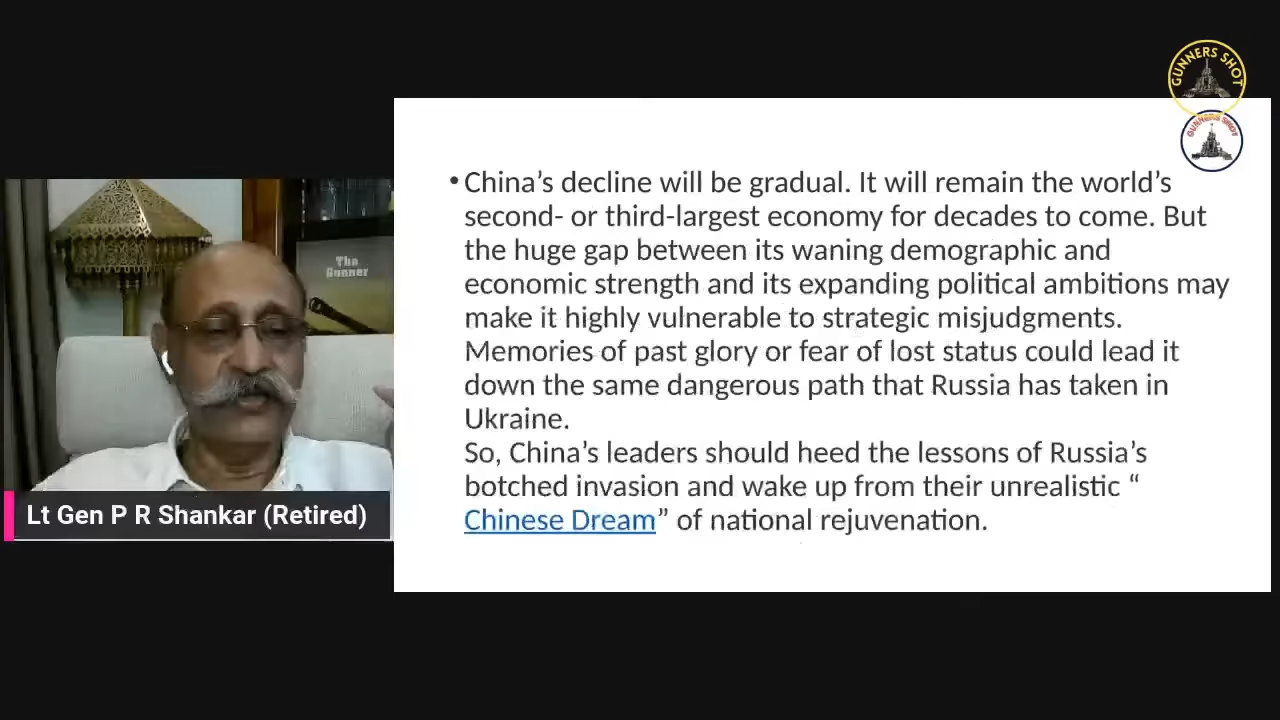 GUNNERS SHOT
GUNNERS SHOT
• China’s decline will be gradual. It will remain the world’s
second- or third-largest economy for decades to come. But
the huge gap between its waning demographic and
economic strength and its expanding political ambitions may
make it highly vulnerable to strategic misjudgments.
Memories of past glory or fear of lost status could lead it
down the same dangerous path that Russia has taken in
Ukraine.
So, China’s leaders should heed the lessons of Russia’s
botched invasion and wake up from their unrealistic “
Chinese Dream” of national rejuvenation.
The
Gunner
Lt Gen P R Shankar (Retired)